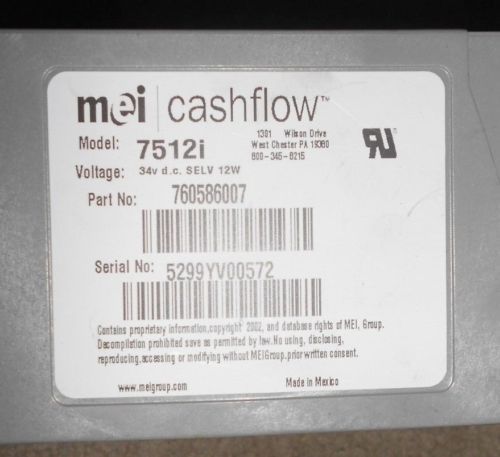 mei | cashflow™
1301 Wilson Drive
Model: 7512i West Chester PA 19380
800-345-8215
Voltage: 34v d.c. SELV 12W
Part No: 760586007
Serial No: 5299YV00572
Contains proprietary information,copyright 2002, and database rights of MEI, Group.
Decompilation prohibited save as permitted by law.No using, disclosing,
reproducing,accessing or modifying without MEIGroup.prior written consent.
www.meigroup.com Made in Mexico